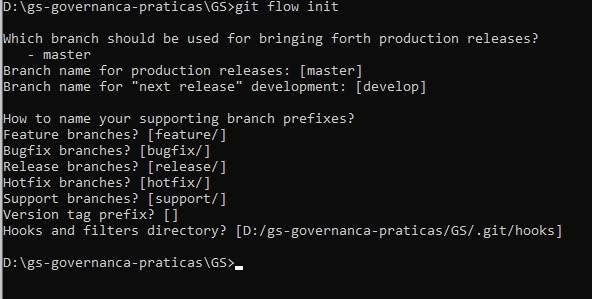 D:\gs-governanca-praticas\GS>git flow init
Which branch should be used for bringing forth production releases?
- master
Branch name for production releases: [master]
Branch name for "next release" development: [develop]
How to name your supporting branch prefixes?
Feature branches? [feature/]
Bugfix branches? [bugfix/]
Release branches? [release/]
Hotfix branches? [hotfix/]
Support branches? [support/]
Version tag prefix? []
Hooks and filters directory? [D:/gs-governanca-praticas/GS/.git/hooks]
D:\gs-governanca-praticas\GS>